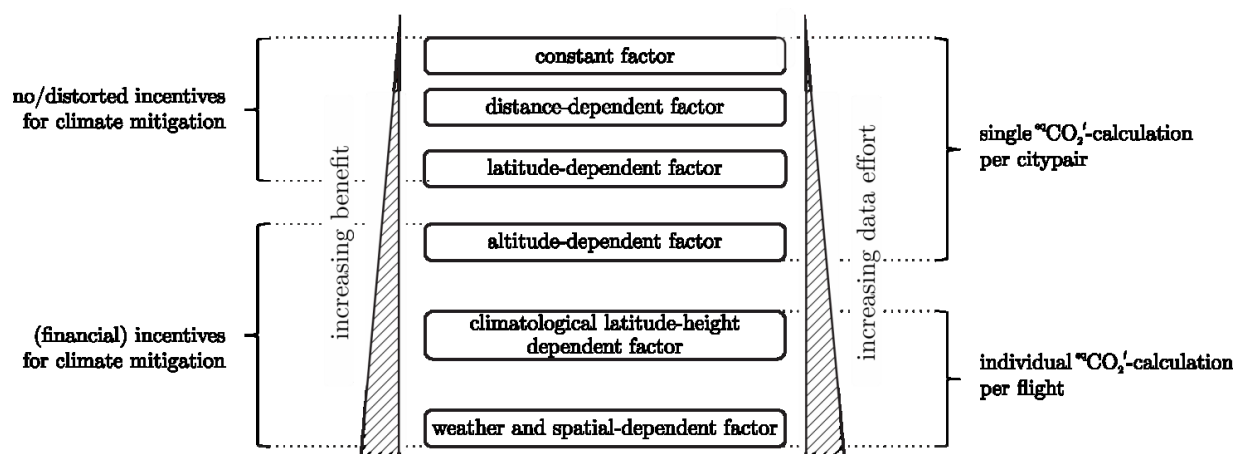 constant factor
no/distorted incentives
for climate mitigation
distance-dependent factor
latitude-dependent factor
single eqCO₂ᶠ-calculation
per citypair
increasing benefit
increasing data effort
altitude-dependent factor
(financial) incentives
for climate mitigation
climatological latitude-height
dependent factor
individual eqCO₂ᶠ-calculation
per flight
weather and spatial-dependent factor